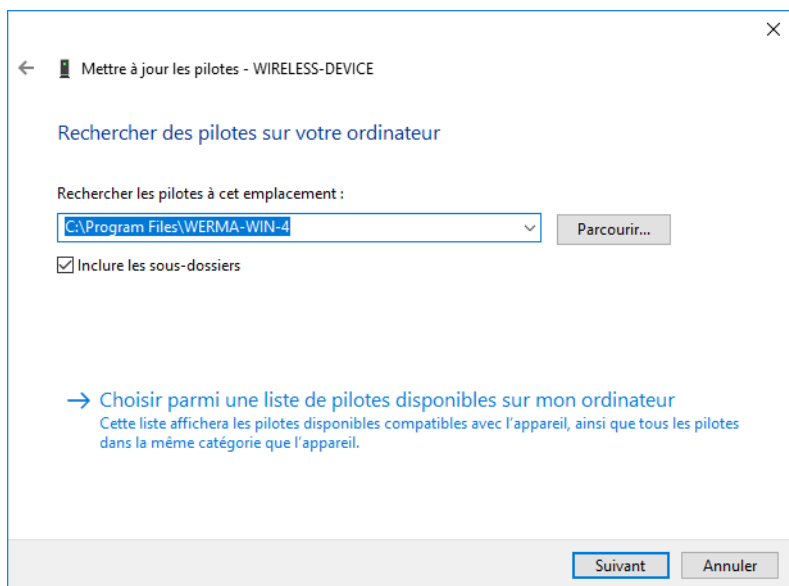 Mettre à jour les pilotes - WIRELESS-DEVICE
Rechercher des pilotes sur votre ordinateur
Rechercher les pilotes à cet emplacement :
C:\Program Files\WERMA-WIN-4
Parcourir...
Inclure les sous-dossiers
Choisir parmi une liste de pilotes disponibles sur mon ordinateur
Cette liste affichera les pilotes disponibles compatibles avec l'appareil, ainsi que tous les pilotes
dans la même catégorie que l'appareil.
Suivant
Annuler